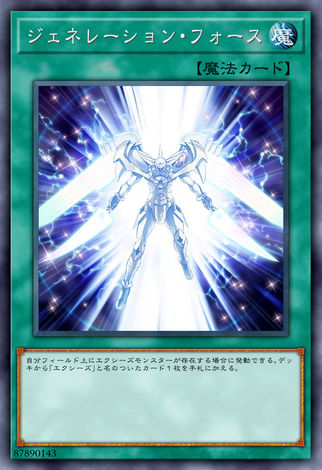 ジェネレーション・フォース 魔
【魔法カード】
自分フィールド上にエクシーズモンスターが存在する場合に発動できる。デッ
キから「エクシーズ」と名のついたカード１枚を手札に加える。
87890143